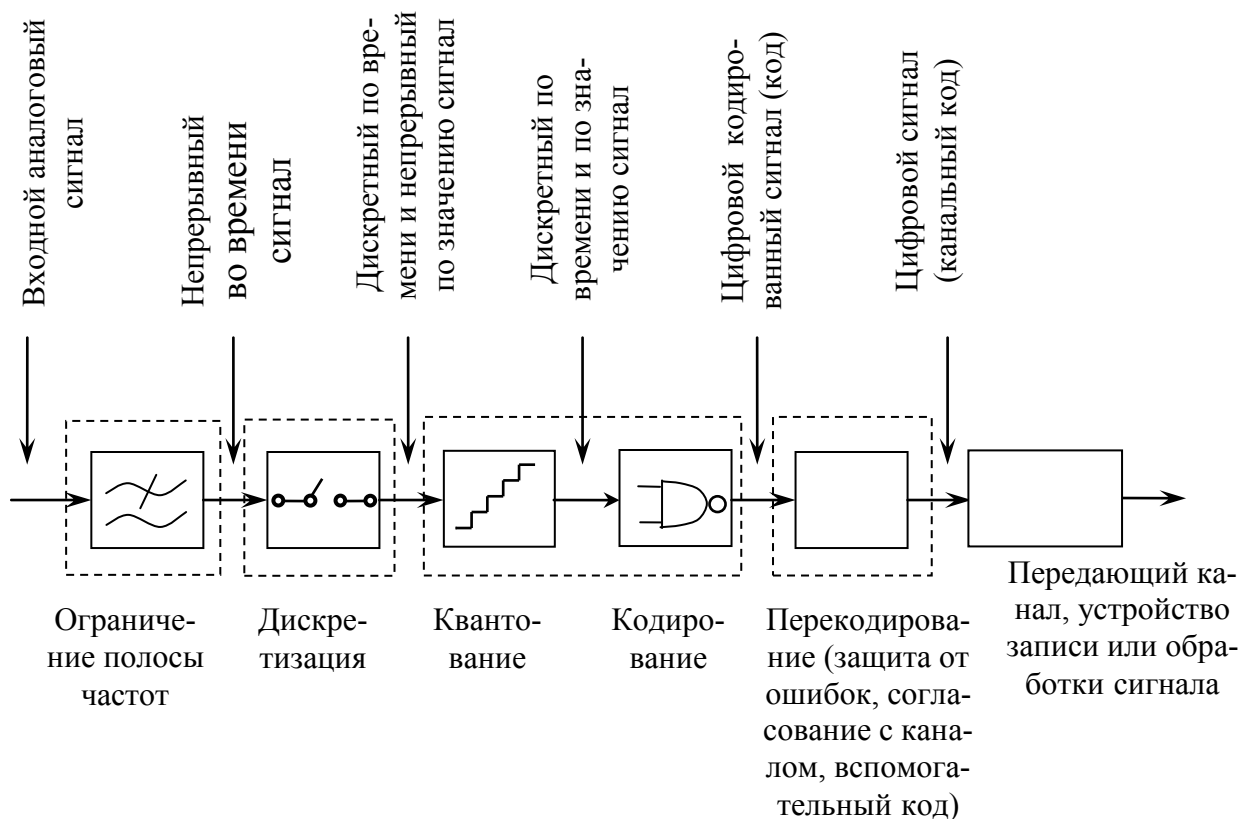 Входной аналоговый
сигнал
Непрерывный
во времени
сигнал
Дискретный по вре-
мени и непрерывный
по значению сигнал
Дискретный по
времени и по зна-
чению сигнал
Цифровой кодиро-
ванный сигнал (код)
Цифровой сигнал
(канальный код)
Ограниче-
ние полосы
частот
Дискре-
тизация
Кванто-
вание
Кодиро-
вание
Перекодирова-
ние (защита от
ошибок, согла-
сование с кана-
лом, вспомога-
тельный код)
Передающий ка-
нал, устройство
записи или обра-
ботки сигнала